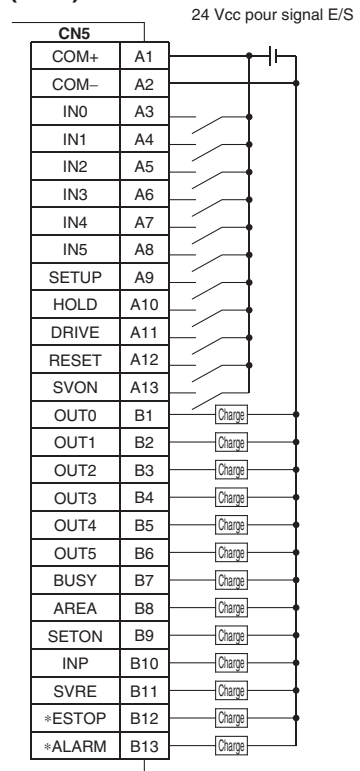 24 Vcc pour signal E/S
CN5
COM+ A1
COM− A2
IN0 A3
IN1 A4
IN2 A5
IN3 A6
IN4 A7
IN5 A8
SETUP A9
HOLD A10
DRIVE A11
RESET A12
SVON A13
OUT0 B1 Charge
OUT1 B2 Charge
OUT2 B3 Charge
OUT3 B4 Charge
OUT4 B5 Charge
OUT5 B6 Charge
BUSY B7 Charge
AREA B8 Charge
SETON B9 Charge
INP B10 Charge
SVRE B11 Charge
*ESTOP B12 Charge
*ALARM B13 Charge